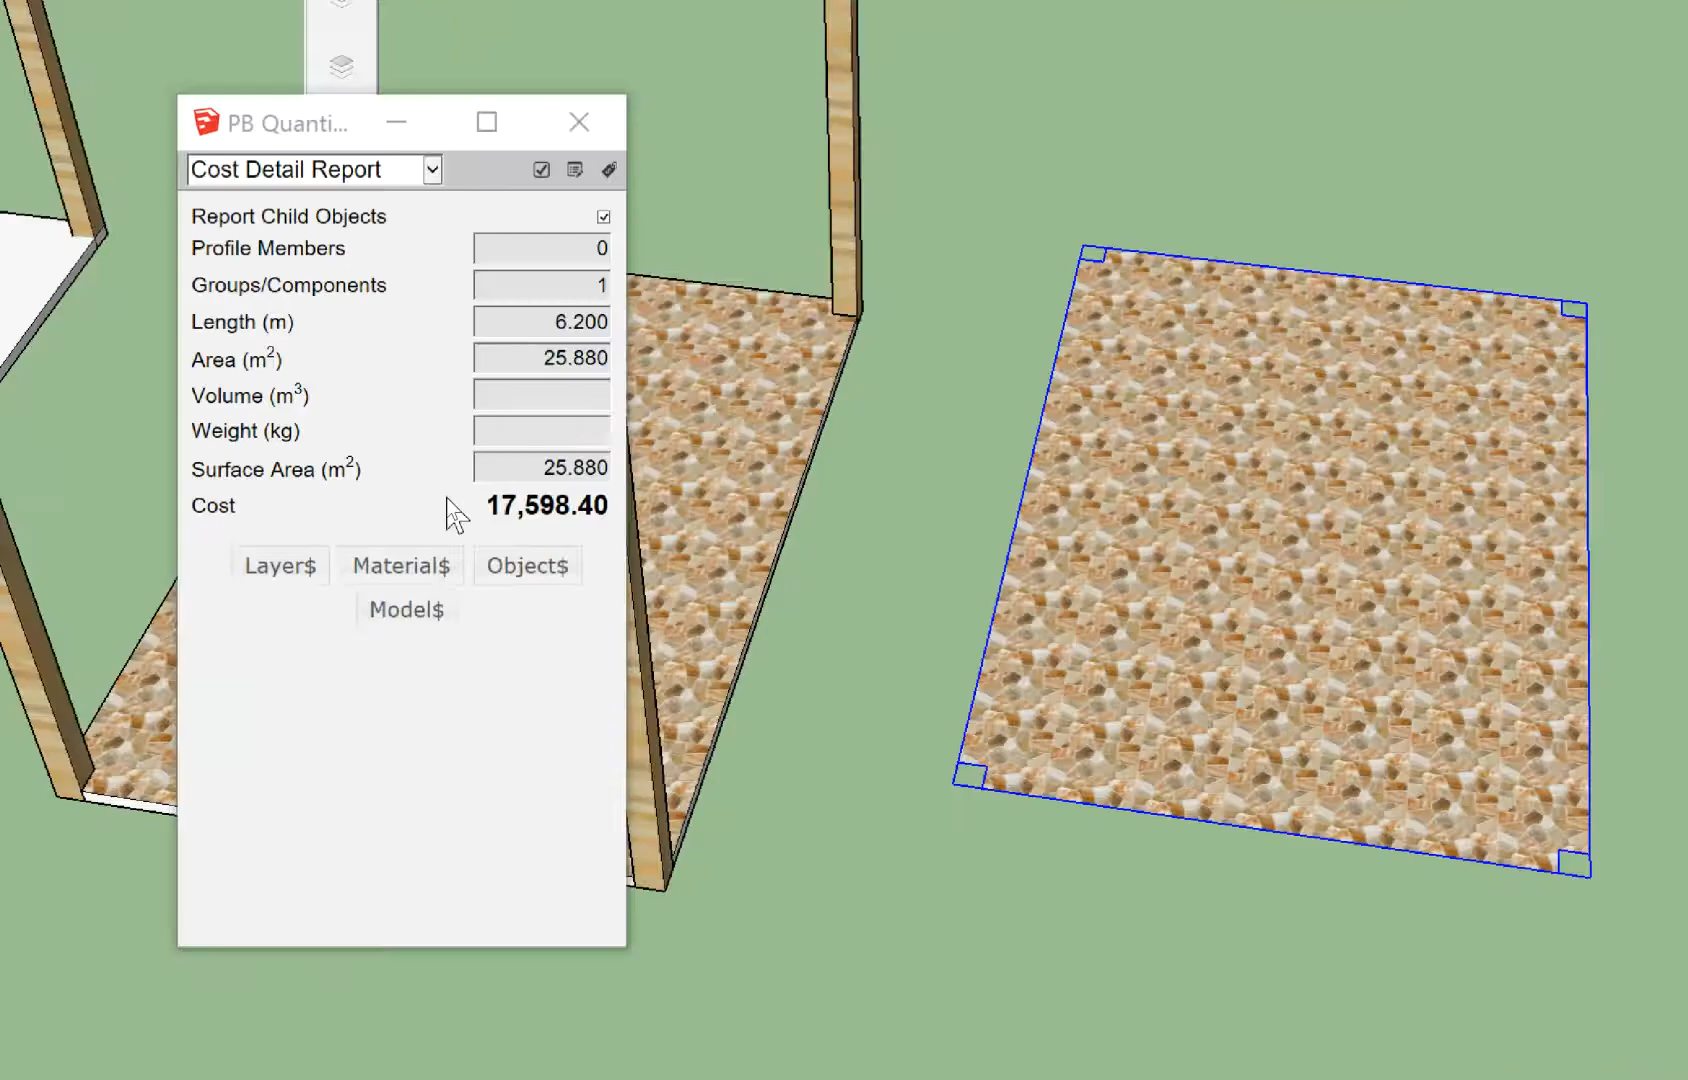 PB Quanti...
Cost Detail Report
Report Child Objects
Profile Members 0
Groups/Components 1
Length (m) 6.200
Area (m²) 25.880
Volume (m³)
Weight (kg)
Surface Area (m²) 25.880
Cost 17,598.40
Layer$ Material$ Object$
Model$